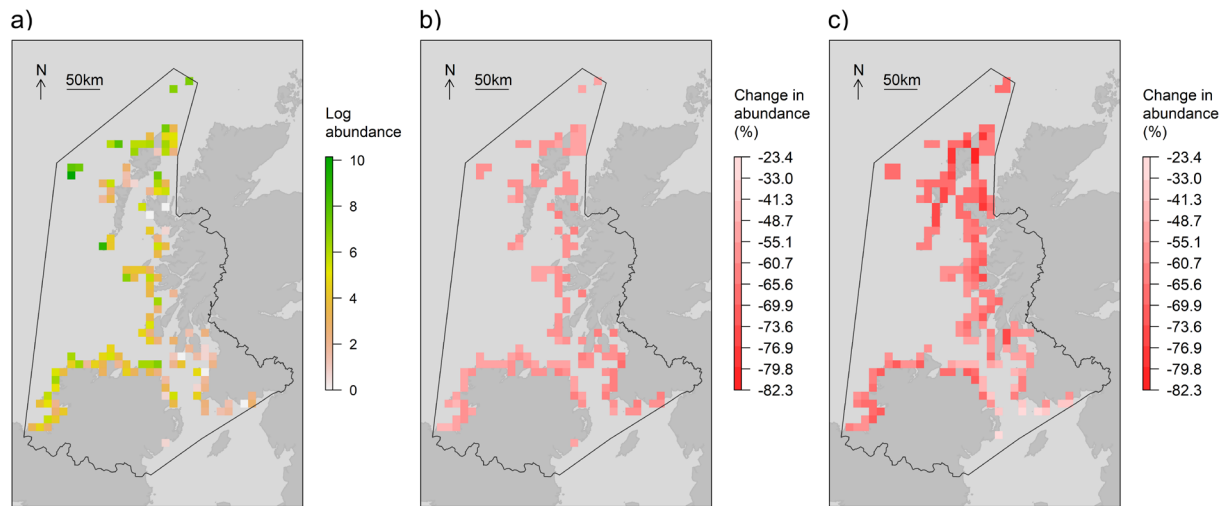 a)
N
50km
Log
abundance
10
8
6
4
2
0
b)
N
50km
Change in
abundance
(%)
-23.4
-33.0
-41.3
-48.7
-55.1
-60.7
-65.6
-69.9
-73.6
-76.9
-79.8
-82.3
c)
N
50km
Change in
abundance
(%)
-23.4
-33.0
-41.3
-48.7
-55.1
-60.7
-65.6
-69.9
-73.6
-76.9
-79.8
-82.3